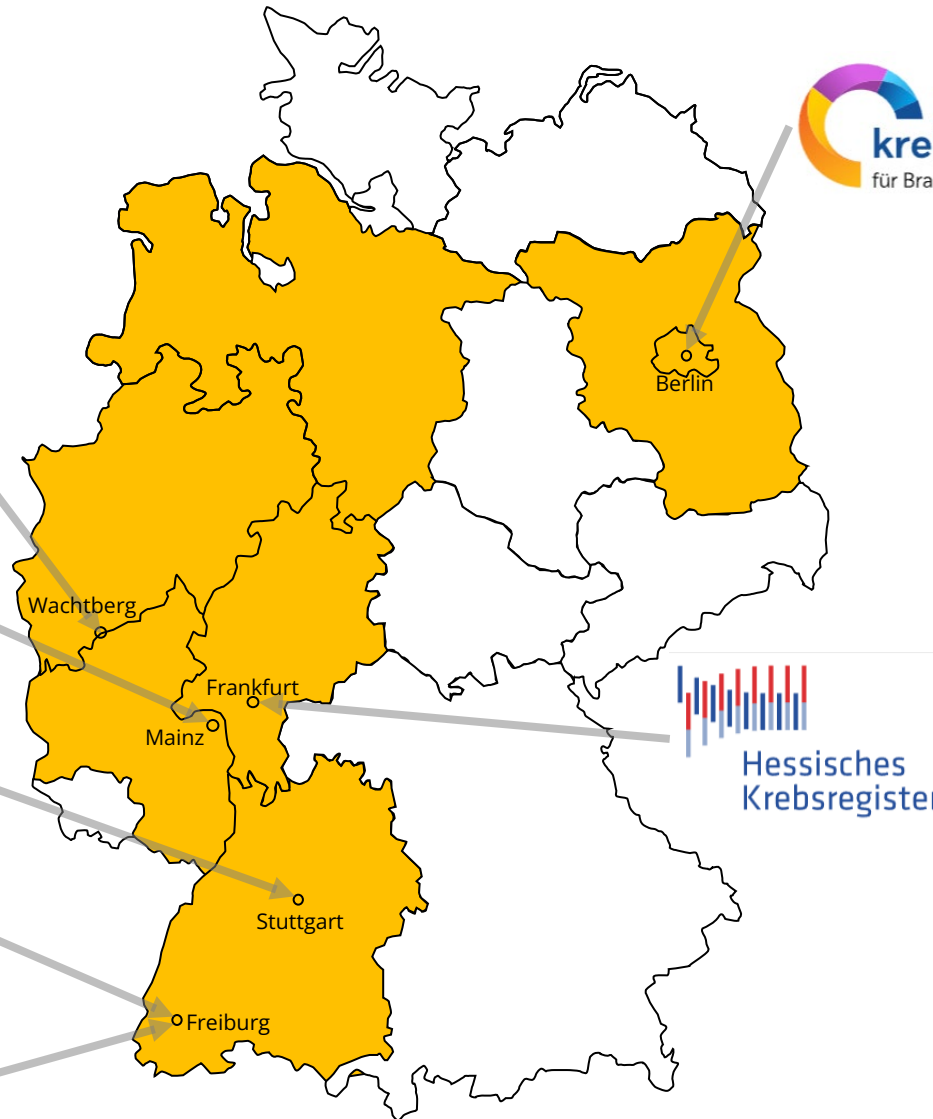 kre
für Bra
Berlin
Wachtberg
Frankfurt
Mainz
Hessisches
Krebsregister
Stuttgart
Freiburg